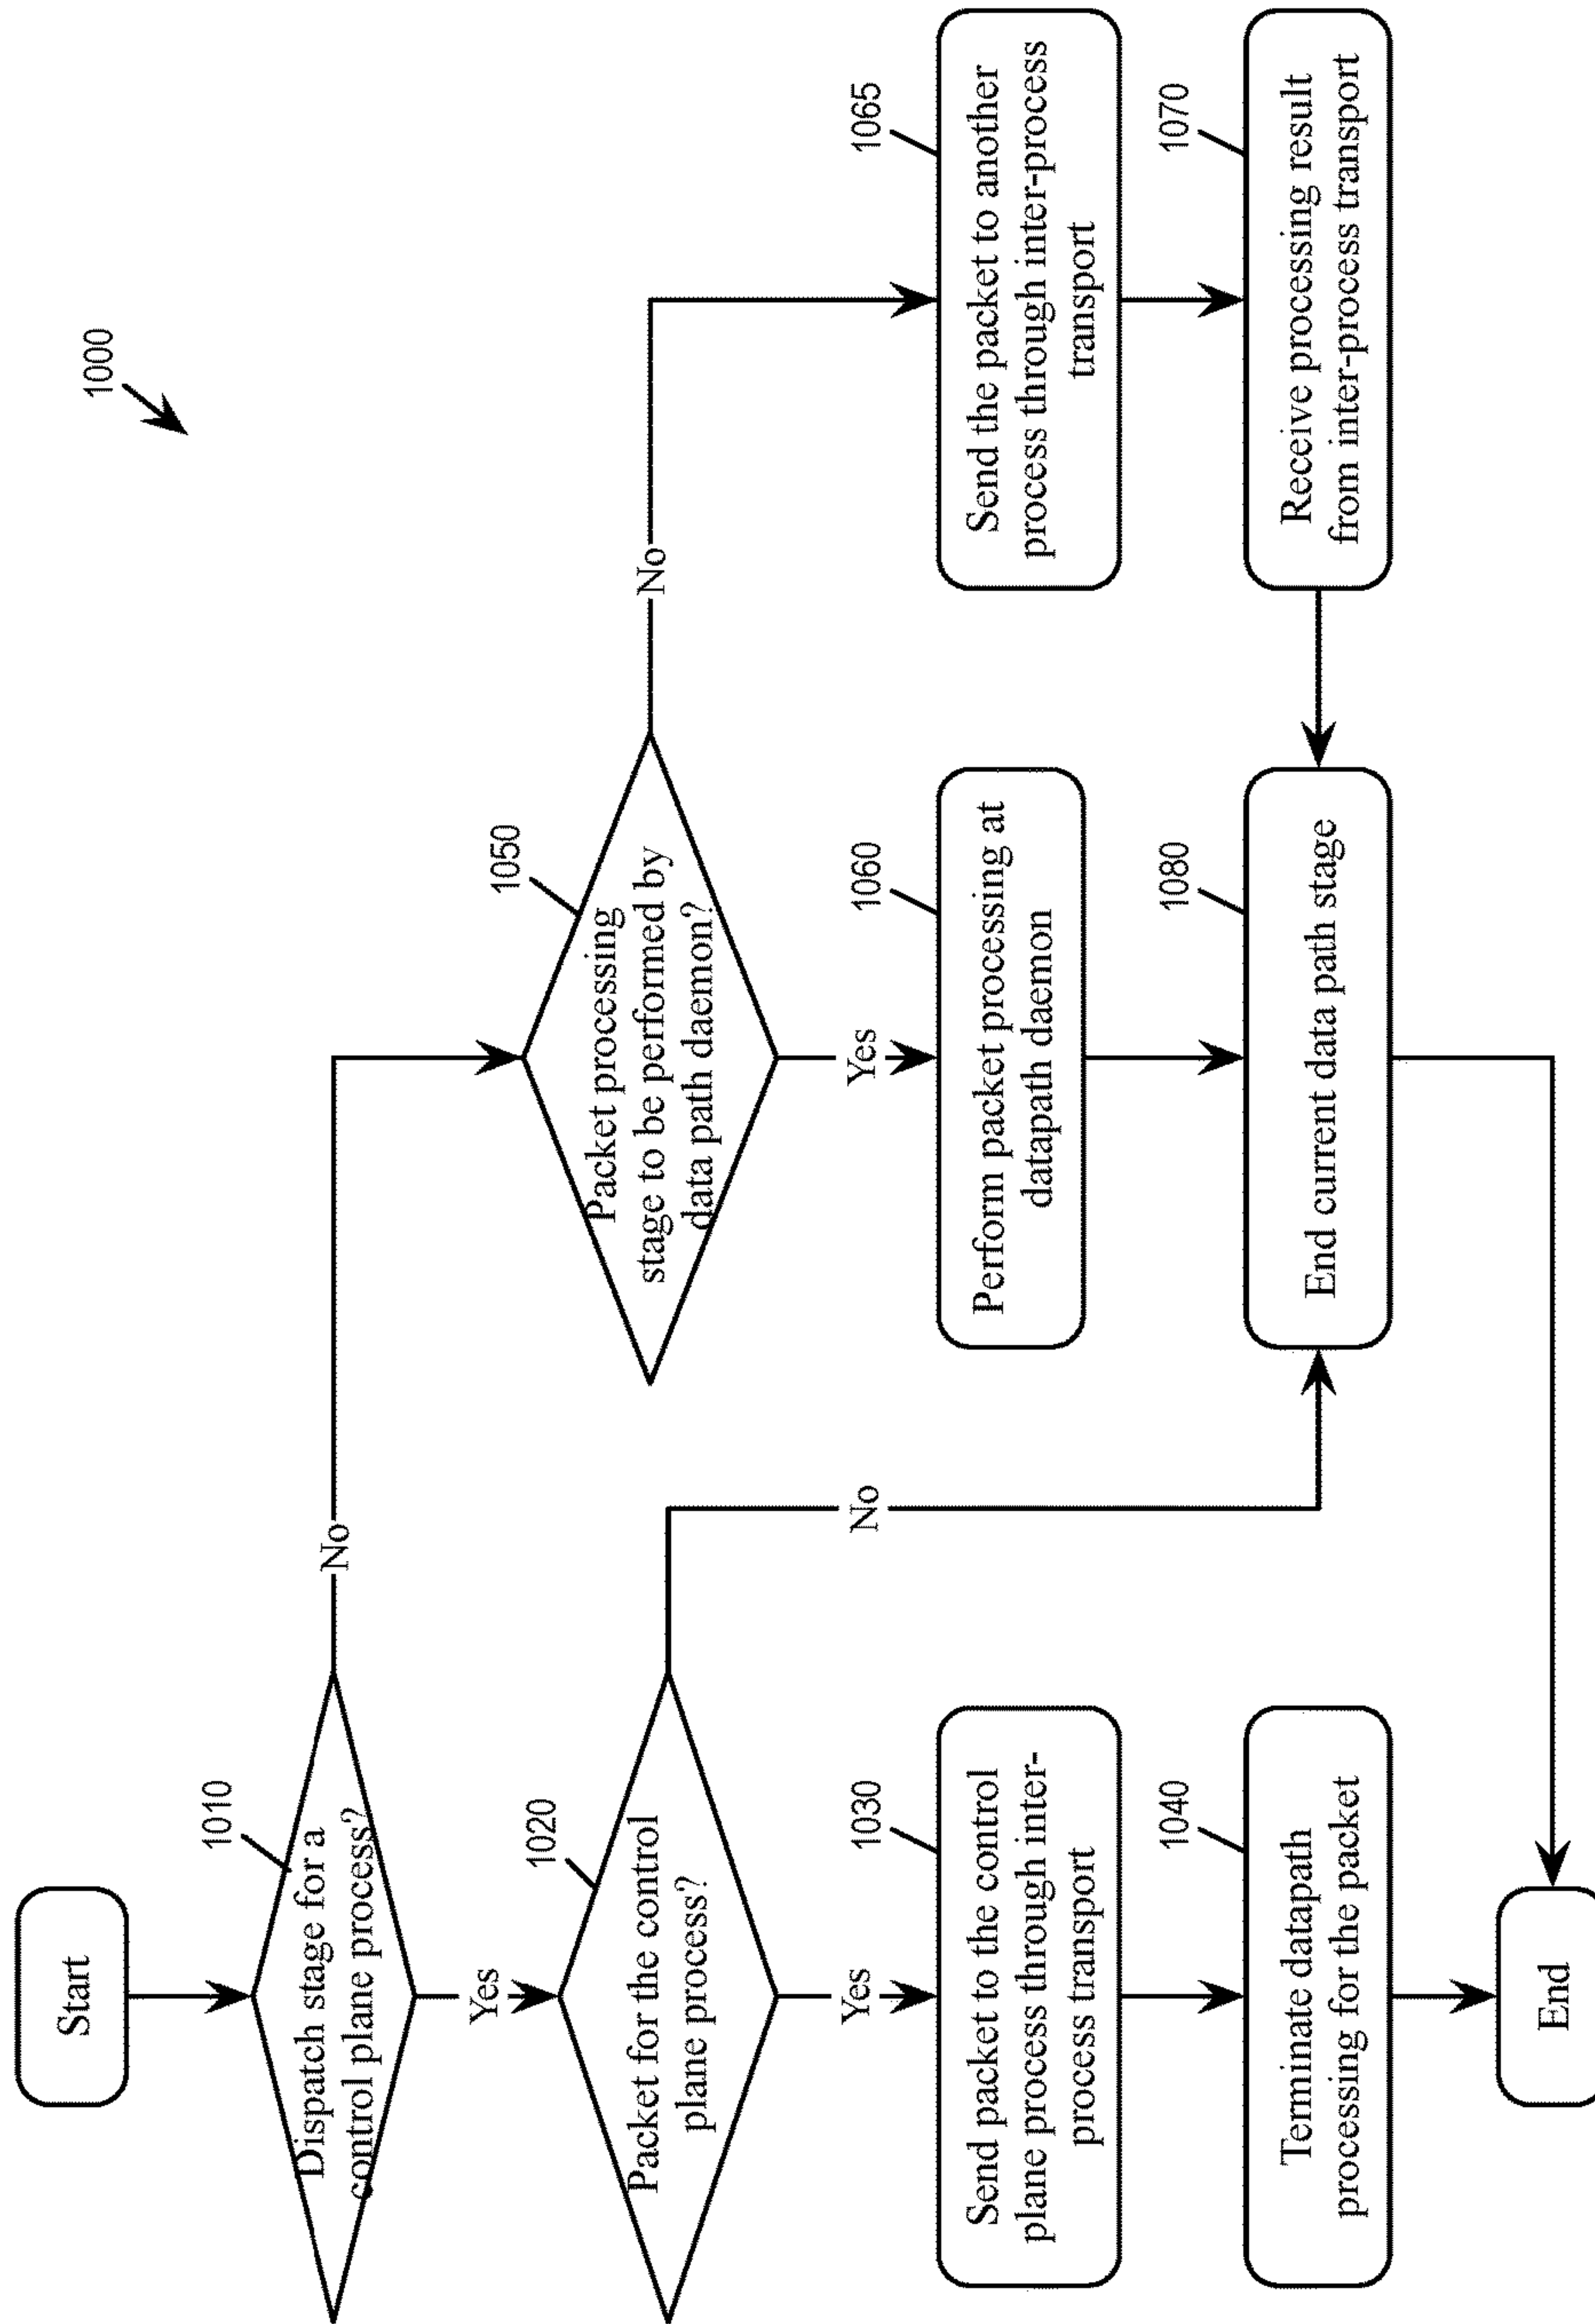 1000
Start
1010
Dispatch stage for a
control plane process?
No
Yes
1020
Packet for the control
plane process?
No
Yes
1030
Send packet to the control
plane process through inter-
process transport
1040
Terminate datapath
processing for the packet
1050
Packet processing
stage to be performed by
data path daemon?
No
Yes
1060
Perform packet processing at
datapath daemon
1065
Send the packet to another
process through inter-process
transport
1070
Receive processing result
from inter-process transport
1080
End current data path stage
End